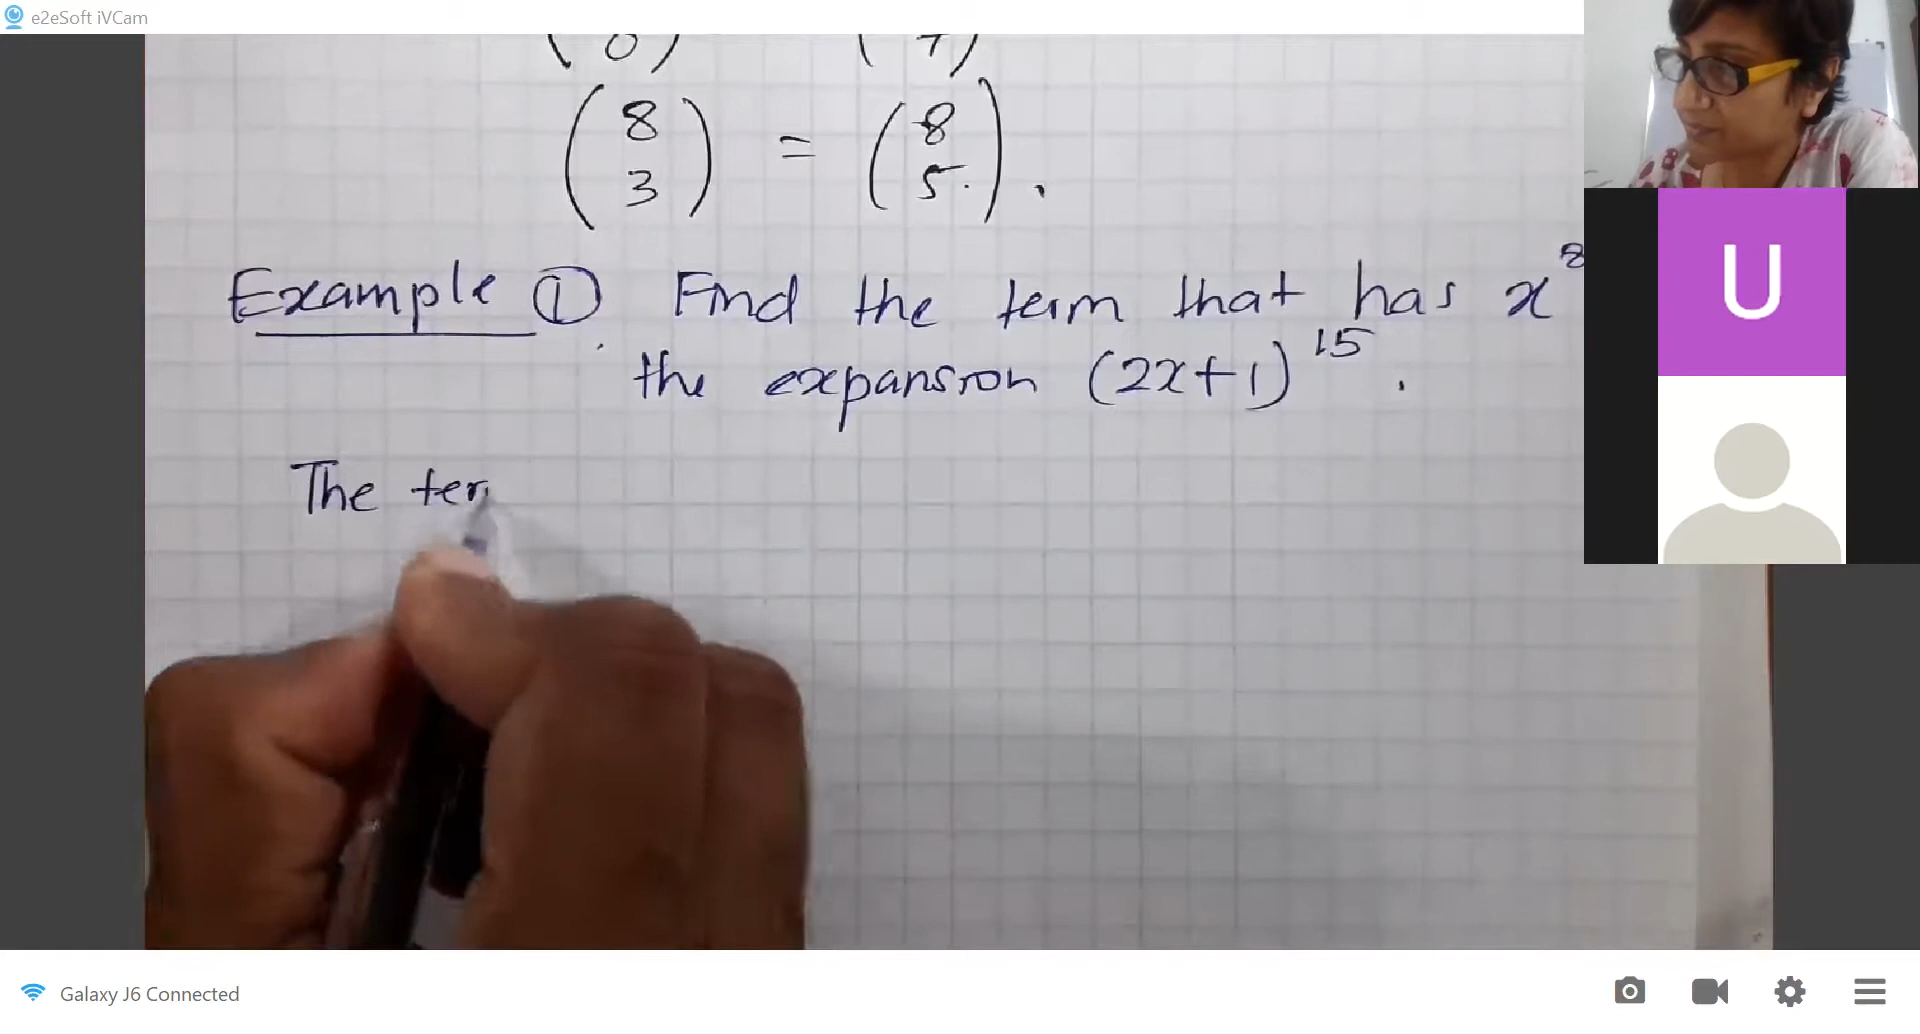 e2eSoft iVCam
( 8 3 ) = ( 8 5 ) .
Example ① Find the term that has x⁸
the expansion (2x+1)¹⁵ .
The ter
U
Galaxy J6 Connected